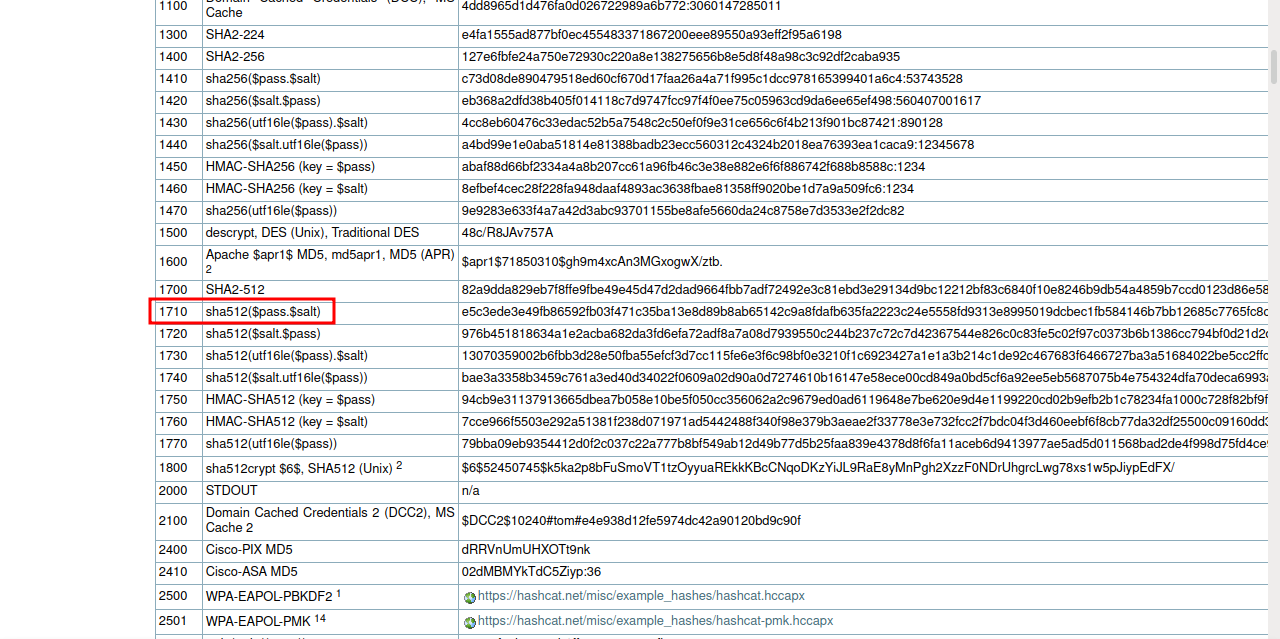 1100 Domain Cached Credentials (DCC), MS 4dd8965d1d476fa0d026722989a6b772:3060147285011
Cache
1300 SHA2-224 e4fa1555ad877bf0ec455483371867200eee89550a93eff2f95a6198
1400 SHA2-256 127e6fbfe24a750e72930c220a8e138275656b8e5d8f48a98c3c92df2caba935
1410 sha256($pass.$salt) c73d08de890479518ed60cf670d17faa26a4a71f995c1dcc978165399401a6c4:53743528
1420 sha256($salt.$pass) eb368a2dfd38b405f014118c7d9747fcc97f4f0ee75c05963cd9da6ee65ef498:560407001617
1430 sha256(utf16le($pass).$salt) 4cc8eb60476c33edac52b5a7548c2c50ef0f9e31ce656c6f4b213f901bc87421:890128
1440 sha256($salt.utf16le($pass)) a4bd99e1e0aba51814e81388badb23ecc560312c4324b2018ea76393ea1caca9:12345678
1450 HMAC-SHA256 (key = $pass) abaf88d66bf2334a4a8b207cc61a96fb46c3e38e882e6f6f886742f688b8588c:1234
1460 HMAC-SHA256 (key = $salt) 8efbef4cec28f228fa948daaf4893ac3638fbae81358ff9020be1d7a9a509fc6:1234
1470 sha256(utf16le($pass)) 9e9283e633f4a7a42d3abc93701155be8afe5660da24c8758e7d3533e2f2dc82
1500 descrypt, DES (Unix), Traditional DES 48c/R8JAv757A
1600 Apache $apr1$ MD5, md5apr1, MD5 (APR) $apr1$71850310$gh9m4xcAn3MGxogwX/ztb.
2
1700 SHA2-512 82a9dda829eb7f8ffe9fbe49e45d47d2dad9664fbb7adf72492e3c81ebd3e29134d9bc12212bf83c6840f10e8246b9db54a4859b7ccd0123d86e58
1710 sha512($pass.$salt) e5c3ede3e49fb86592fb03f471c35ba13e8d89b8ab65142c9a8fdafb635fa2223c24e5558fd9313e8995019dcbec1fb584146b7bb12685c7765fc8c
1720 sha512($salt.$pass) 976b451818634a1e2acba682da3fd6efa72adf8a7a08d7939550c244b237c72c7d42367544e826c0c83fe5c02f97c0373b6b1386cc794bf0d21d2c
1730 sha512(utf16le($pass).$salt) 13070359002b6fbb3d28e50fba55efcf3d7cc115fe6e3f6c98bf0e3210f1c6923427a1e1a3b214c1de92c467683f6466727ba3a51684022be5cc2ffc
1740 sha512($salt.utf16le($pass)) bae3a3358b3459c761a3ed40d34022f0609a02d90a0d7274610b16147e58ece00cd849a0bd5cf6a92ee5eb5687075b4e754324dfa70deca6993a
1750 HMAC-SHA512 (key = $pass) 94cb9e31137913665dbea7b058e10be5f050cc356062a2c9679ed0ad6119648e7be620e9d4e1199220cd02b9efb2b1c78234fa1000c728f82bf9f
1760 HMAC-SHA512 (key = $salt) 7cce966f5503e292a51381f238d071971ad5442488f340f98e379b3aeae2f33778e3e732fcc2f7bdc04f3d460eebf6f8cb77da32df25500c09160dd3
1770 sha512(utf16le($pass)) 79bba09eb9354412d0f2c037c22a777b8bf549ab12d49b77d5b25faa839e4378d8f6fa11aceb6d9413977ae5ad5d011568bad2de4f998d75fd4ce
1800 sha512crypt $6$, SHA512 (Unix) 2 $6$52450745$k5ka2p8bFuSmoVT1tzOyyuaREkkKBcCNqoDKzYiJL9RaE8yMnPgh2XzzF0NDrUhgrcLwg78xs1w5pJiypEdFX/
2000 STDOUT n/a
2100 Domain Cached Credentials 2 (DCC2), MS $DCC2$10240#tom#e4e938d12fe5974dc42a90120bd9c90f
Cache 2
2400 Cisco-PIX MD5 dRRVnUmUHXOTt9nk
2410 Cisco-ASA MD5 02dMBMYkTdC5Ziyp:36
2500 WPA-EAPOL-PBKDF2 1 https://hashcat.net/misc/example_hashes/hashcat.hccapx
2501 WPA-EAPOL-PMK 14 https://hashcat.net/misc/example_hashes/hashcat-pmk.hccapx